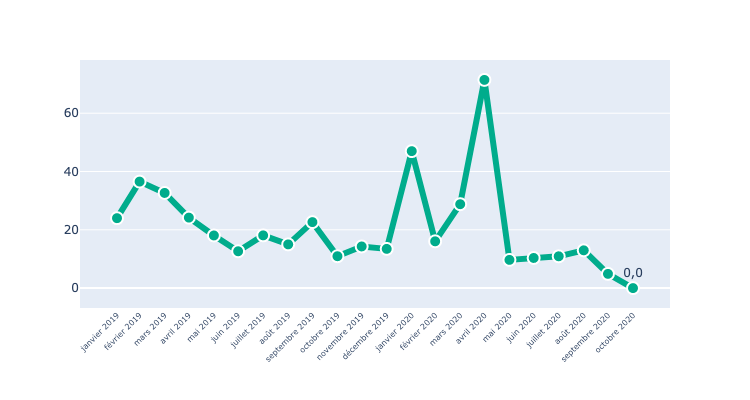 60
40
20
0
0,0
janvier 2019
février 2019
mars 2019
avril 2019
mai 2019
juin 2019
juillet 2019
août 2019
septembre 2019
octobre 2019
novembre 2019
décembre 2019
janvier 2020
février 2020
mars 2020
avril 2020
mai 2020
juin 2020
juillet 2020
août 2020
septembre 2020
octobre 2020